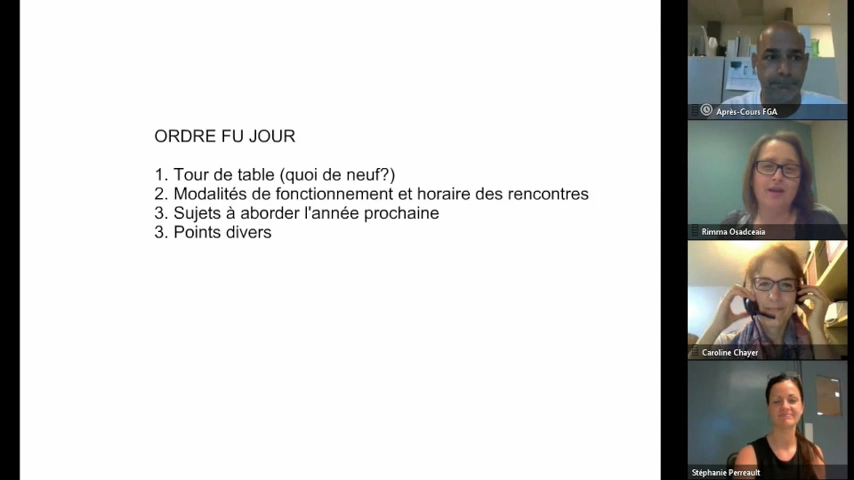 ORDRE FU JOUR
1. Tour de table (quoi de neuf?)
2. Modalités de fonctionnement et horaire des rencontres
3. Sujets à aborder l'année prochaine
3. Points divers
Après-Cours FGA
Rimma Osadceaia
Caroline Chayer
Stéphanie Perreault